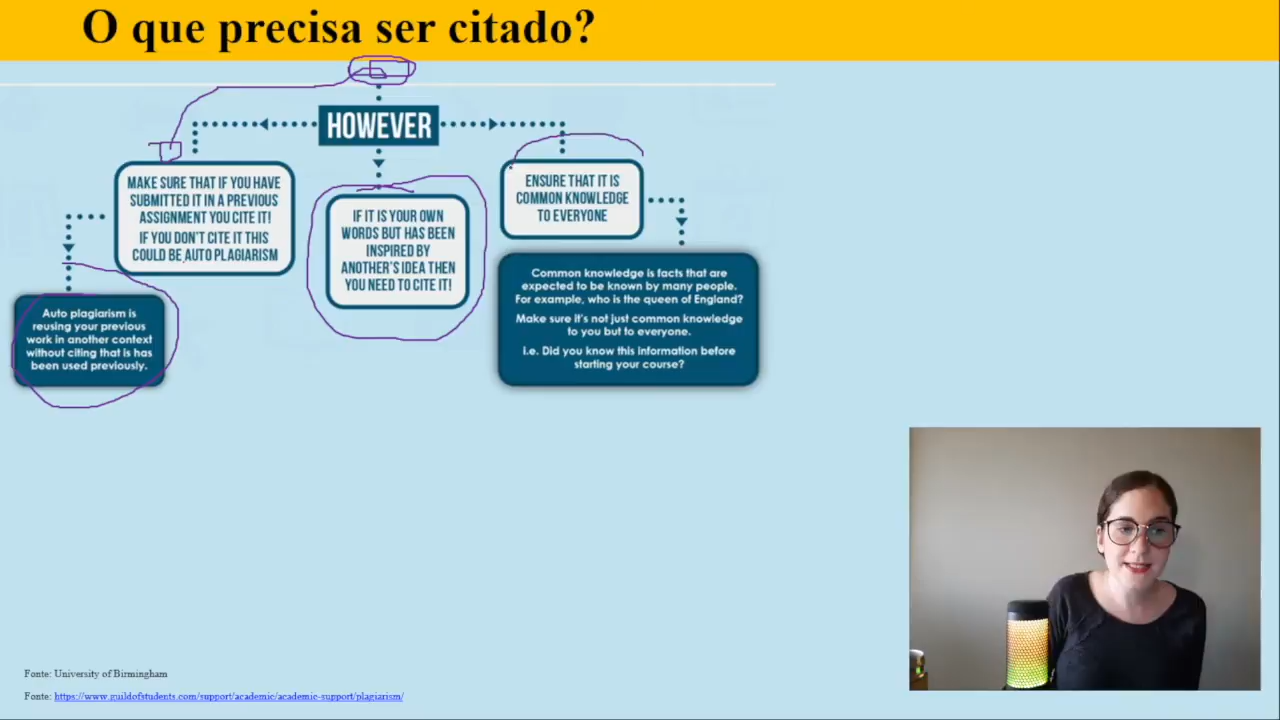 O que precisa ser citado?
HOWEVER
MAKE SURE THAT IF YOU HAVE
SUBMITTED IT IN A PREVIOUS
ASSIGNMENT YOU CITE IT!
IF YOU DON'T CITE IT THIS
COULD BE AUTO PLAGIARISM
Auto plagiarism is
reusing your previous
work in another context
without citing that is has
been used previously.
IF IT IS YOUR OWN
WORDS BUT HAS BEEN
INSPIRED BY
ANOTHER'S IDEA THEN
YOU NEED TO CITE IT!
ENSURE THAT IT IS
COMMON KNOWLEDGE
TO EVERYONE
Common knowledge is facts that are
expected to be known by many people.
For example, who is the queen of England?
Make sure it's not just common knowledge
to you but to everyone.
i.e. Did you know this information before
starting your course?
Fonte: University of Birmingham
Fonte: https://www.guildofstudents.com/support/academic/academic-support/plagiarism/